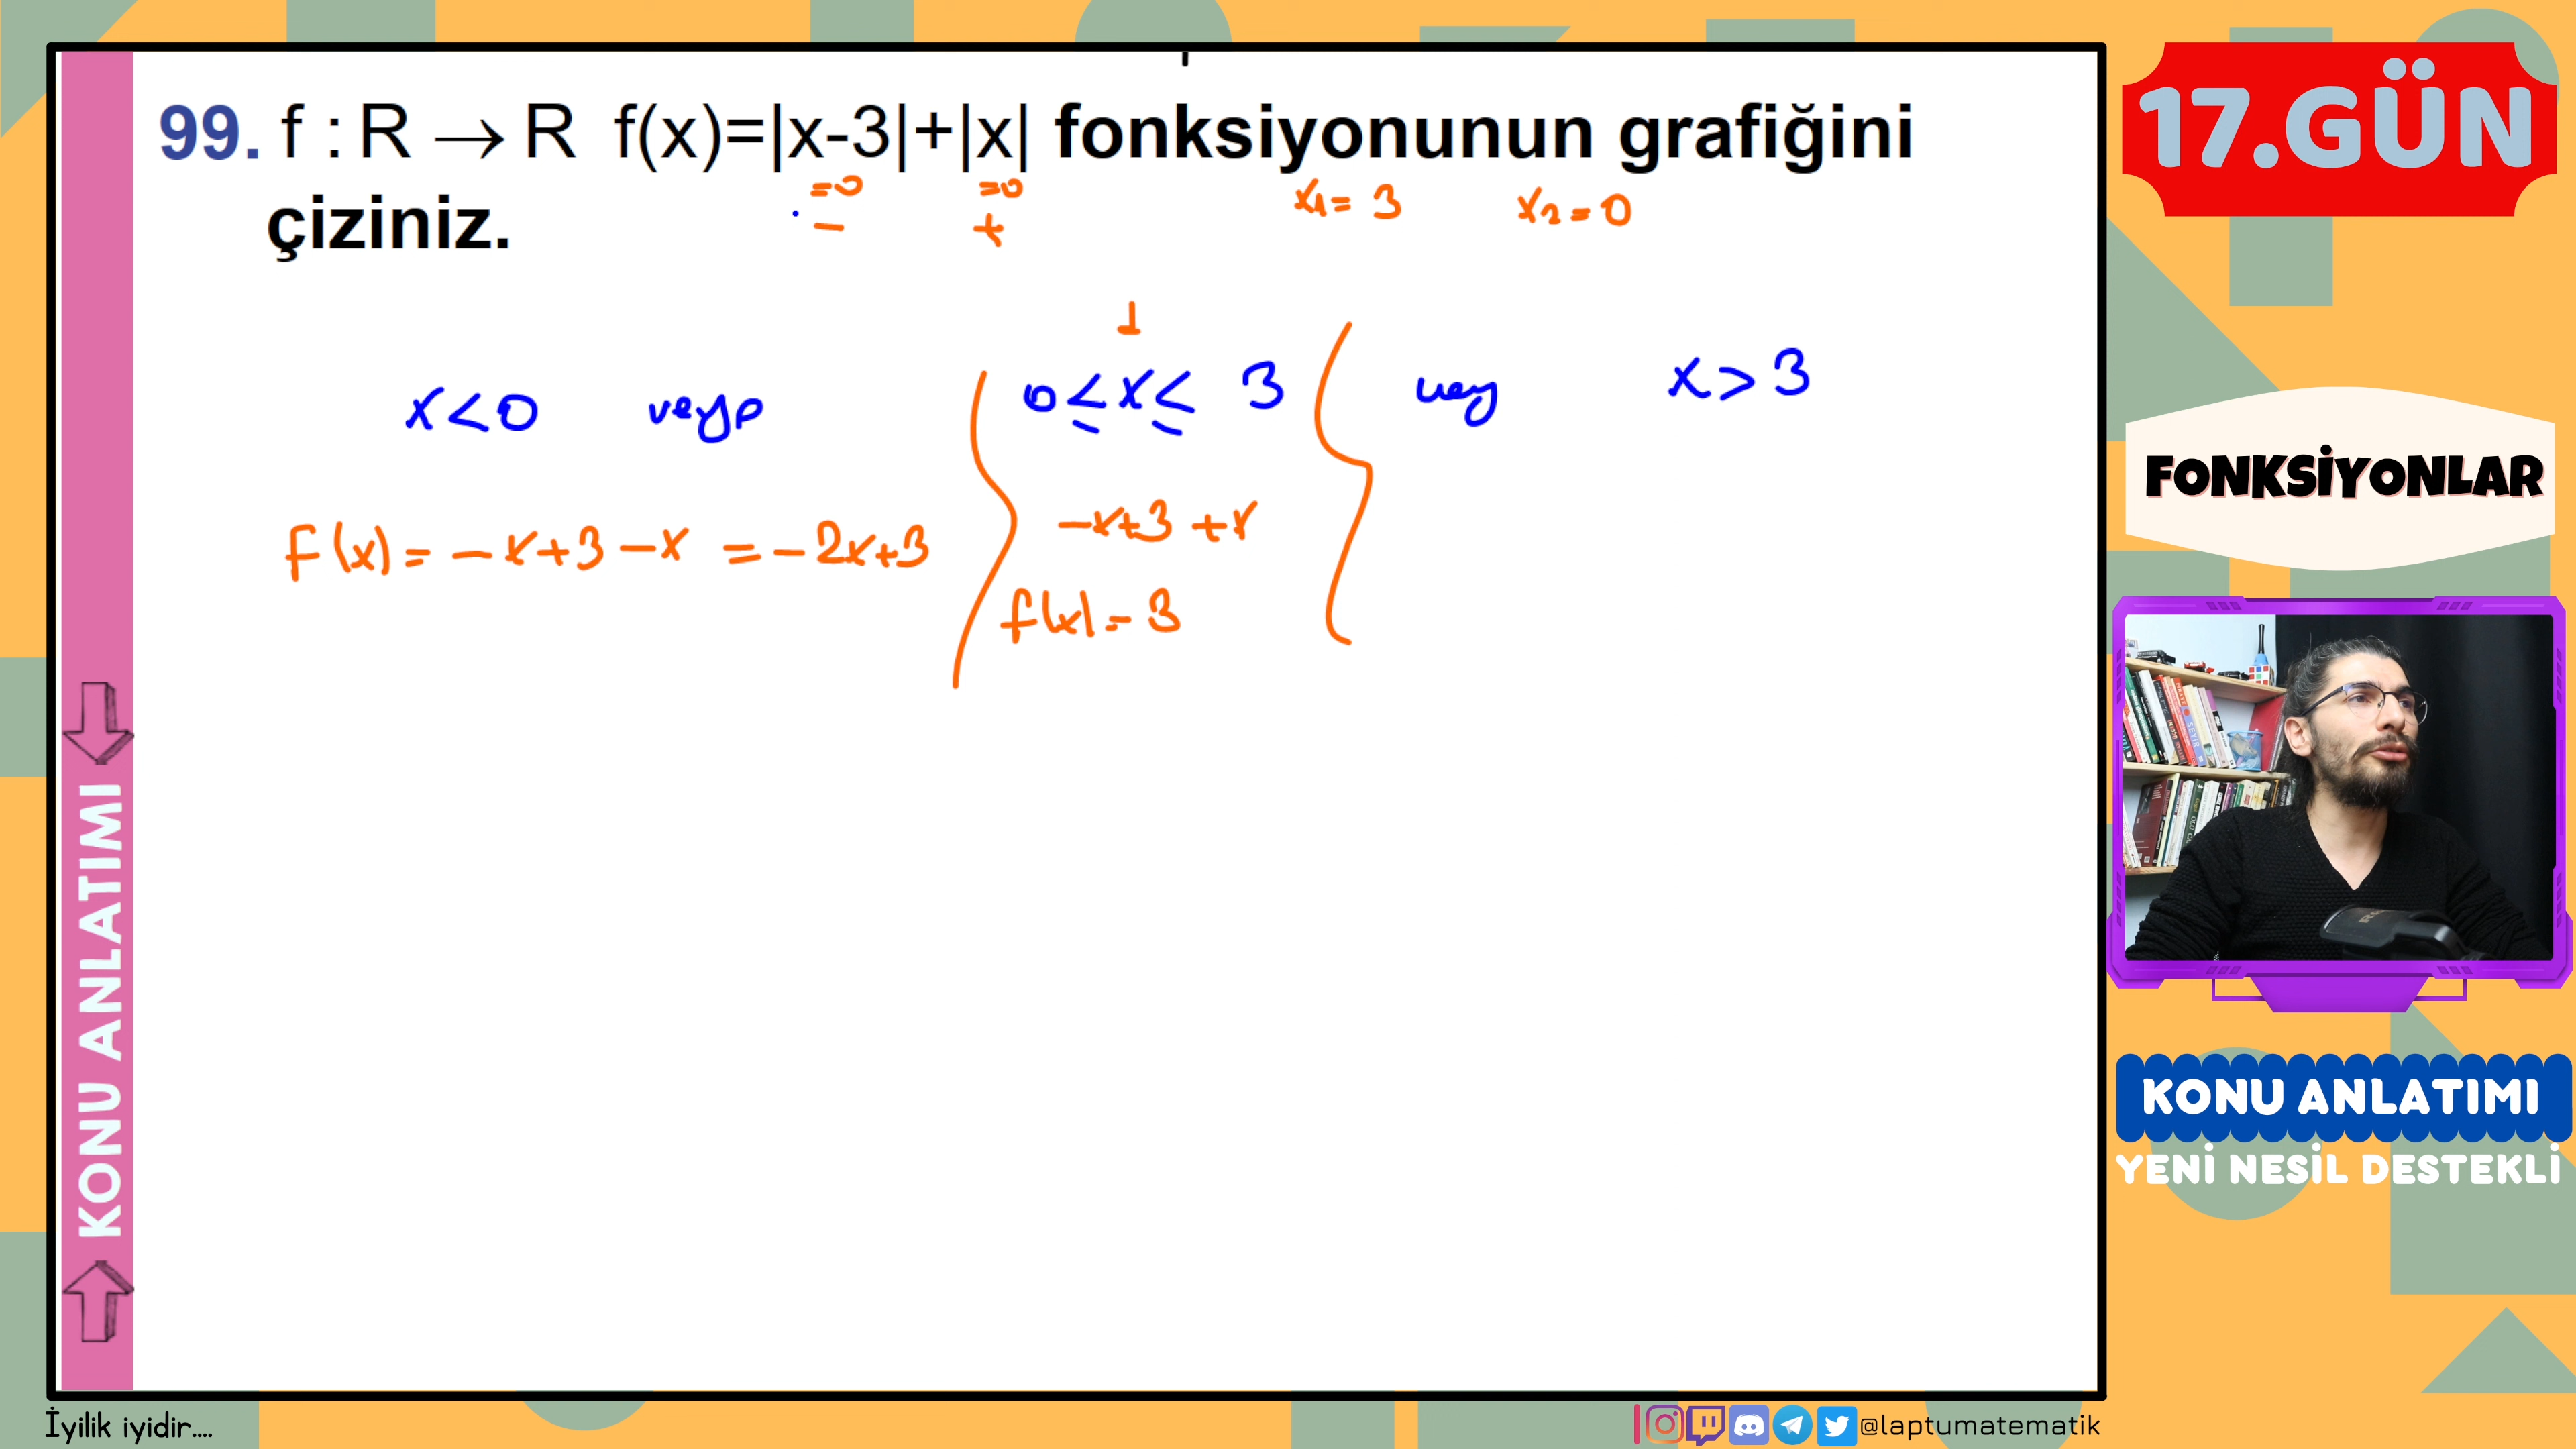 99. f : R → R f(x)=|x-3|+|x| fonksiyonunun grafiğini
çiziniz.
=0 =0 x1 = 3 x2 = 0
- +
1
x<0 veya 0≤x≤ 3 x>3
f(x) = -x+3-x = -2x+3
-x+3+x
f(x) = 3
KONU ANLATIMI
İyilik iyidir....
@laptumatematik
17.GÜN
FONKSİYONLAR
KONU ANLATIMI
YENİ NESİL DESTEKLİ